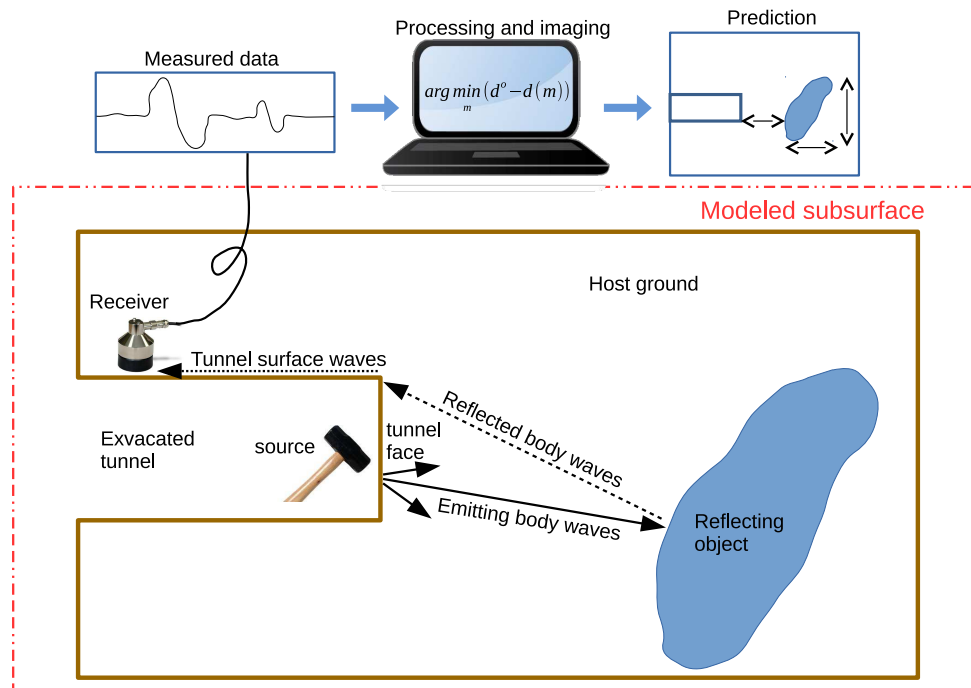 Processing and imaging
Prediction
Measured data
arg min (d° – d(m))
m
Modeled subsurface
Host ground
Receiver
Tunnel surface waves
Reflected body waves
Exvacated
tunnel
source
tunnel
face
Emitting body waves
Reflecting
object